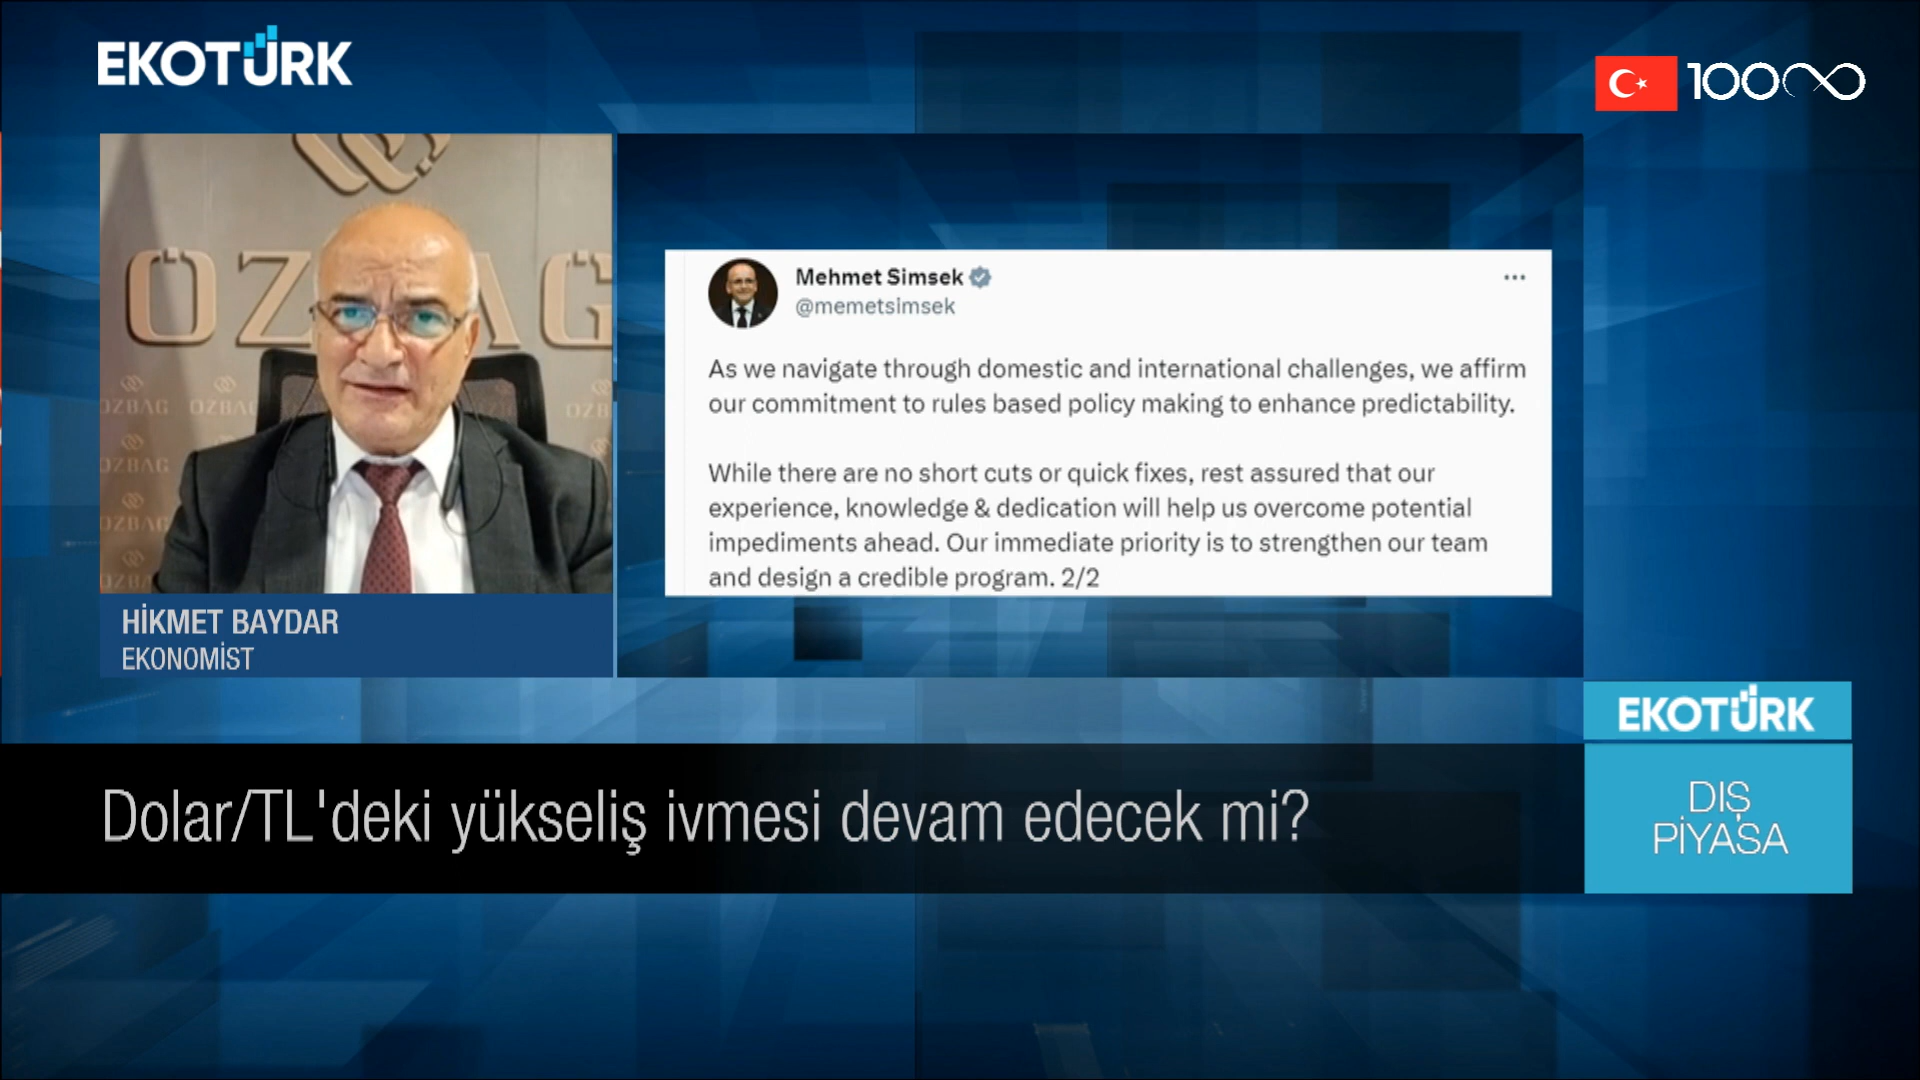 EKOTÜRK
100
ÖZBAĞ
OZBAG OZBAG
OZBAG
HİKMET BAYDAR
EKONOMİST
Mehmet Simsek
@memetsimsek
As we navigate through domestic and international challenges, we affirm
our commitment to rules based policy making to enhance predictability.
While there are no short cuts or quick fixes, rest assured that our
experience, knowledge & dedication will help us overcome potential
impediments ahead. Our immediate priority is to strengthen our team
and design a credible program. 2/2
EKOTÜRK
Dolar/TL'deki yükseliş ivmesi devam edecek mi?
DIŞ
PİYASA